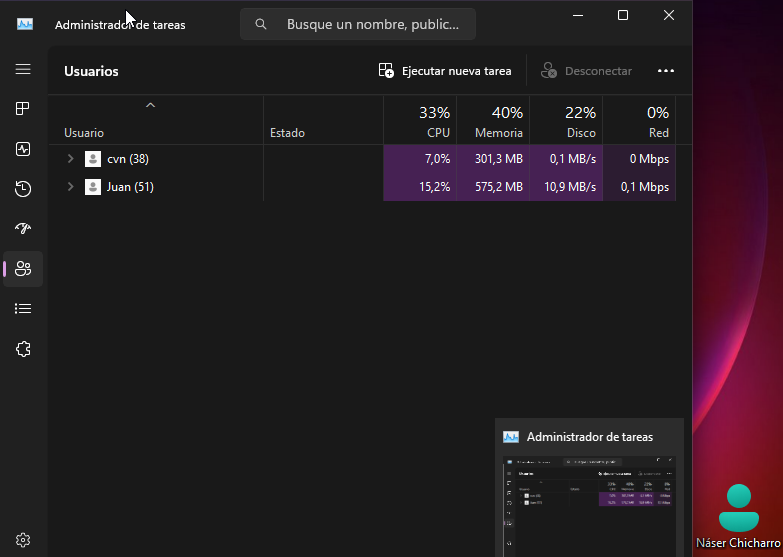 Administrador de tareas
Busque un nombre, public...
Usuarios
Ejecutar nueva tarea
Desconectar
33% 40% 22% 0%
Usuario Estado CPU Memoria Disco Red
cvn (38) 7,0% 301,3 MB 0,1 MB/s 0 Mbps
Juan (51) 15,2% 575,2 MB 10,9 MB/s 0,1 Mbps
Administrador de tareas
Náser Chicharro